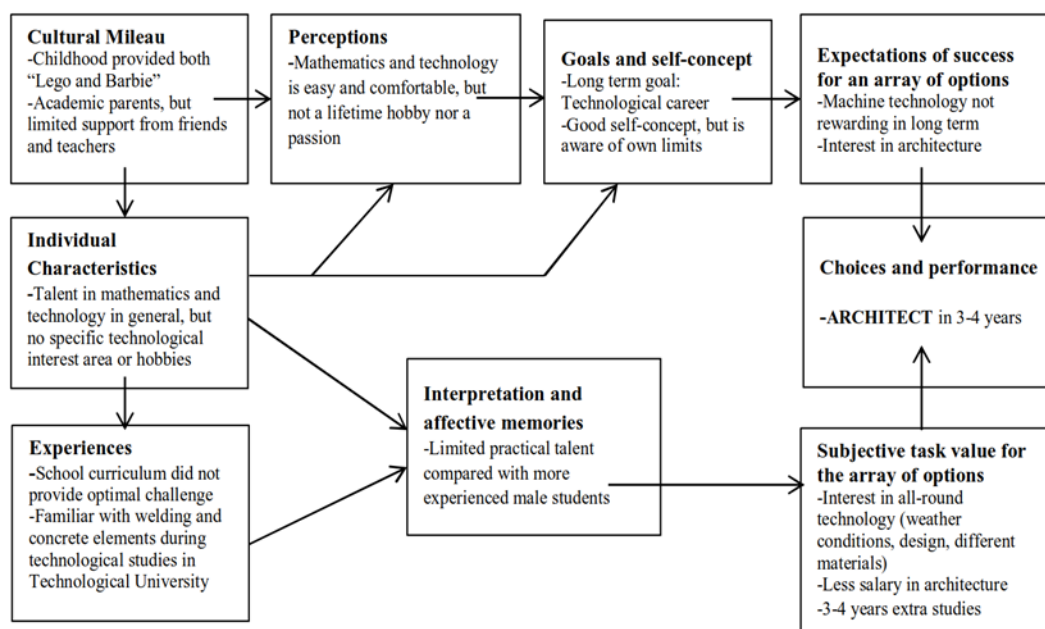 Cultural Mileau
-Childhood provided both
“Lego and Barbie”
-Academic parents, but
limited support from friends
and teachers
Perceptions
-Mathematics and technology
is easy and comfortable, but
not a lifetime hobby nor a
passion
Goals and self-concept
-Long term goal:
Technological career
-Good self-concept, but is
aware of own limits
Expectations of success
for an array of options
-Machine technology not
rewarding in long term
-Interest in architecture
Individual
Characteristics
-Talent in mathematics and
technology in general, but
no specific technological
interest area or hobbies
Choices and performance
-ARCHITECT in 3-4 years
Interpretation and
affective memories
-Limited practical talent
compared with more
experienced male students
Experiences
-School curriculum did not
provide optimal challenge
-Familiar with welding and
concrete elements during
technological studies in
Technological University
Subjective task value for
the array of options
-Interest in all-round
technology (weather
conditions, design, different
materials)
-Less salary in architecture
-3-4 years extra studies